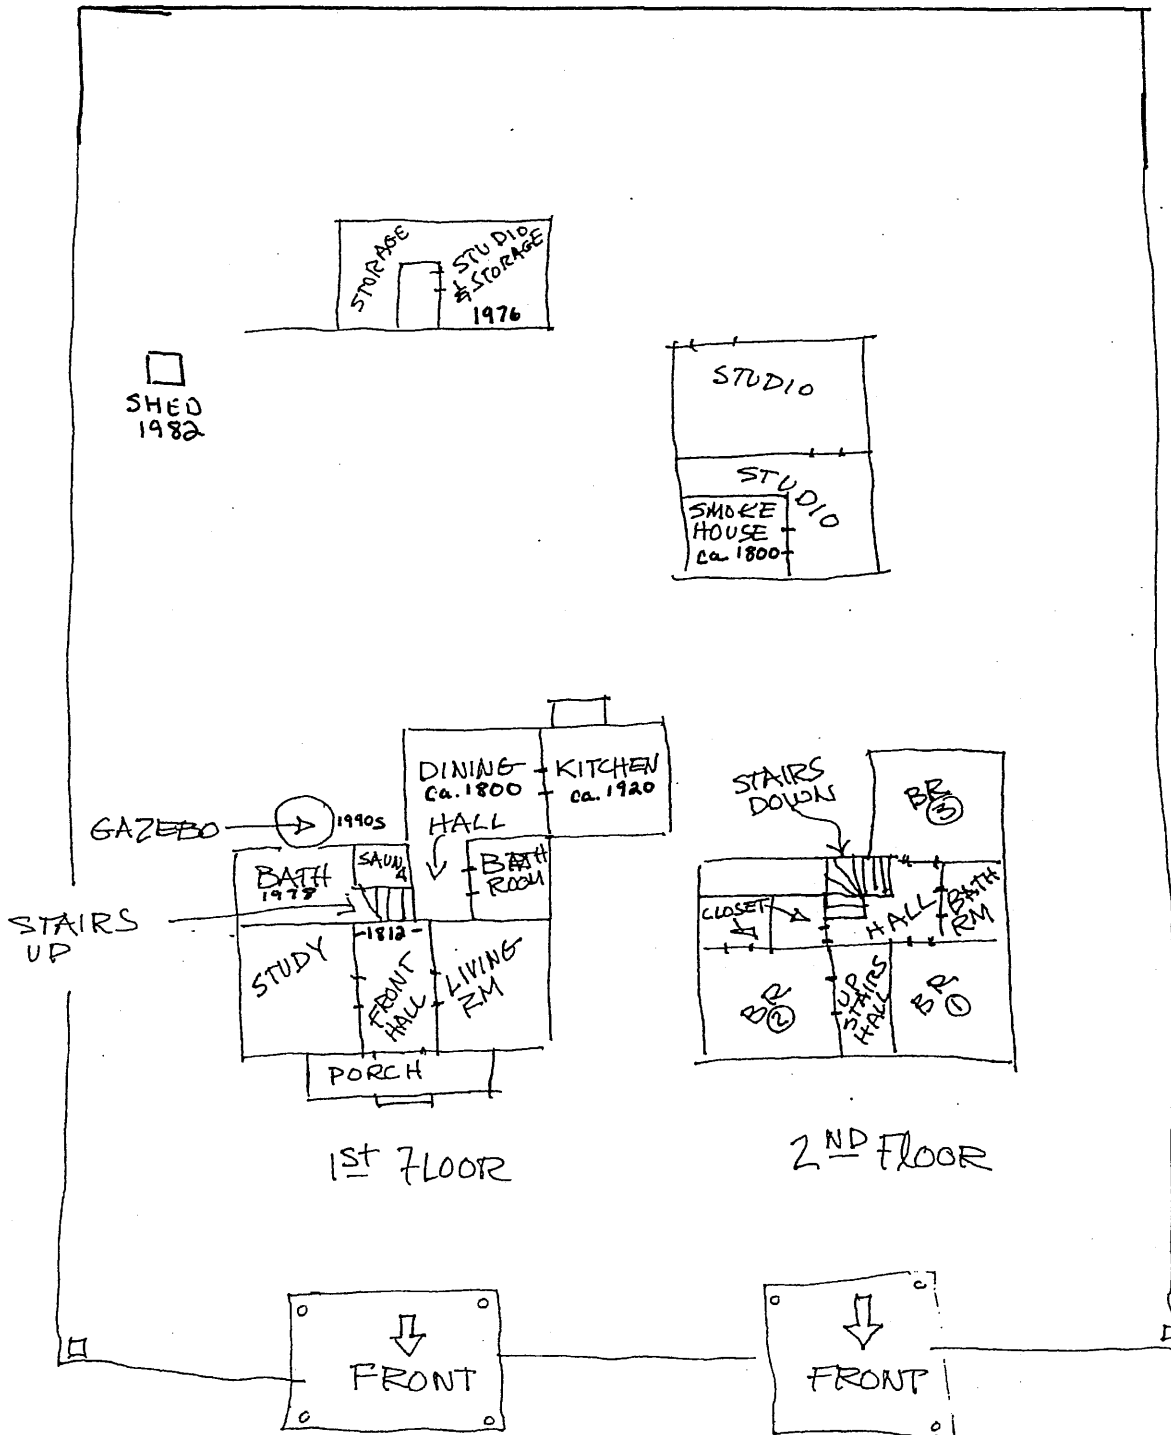 STORAGE
STUDIO
& STORAGE
1976
SHED
1982
STUDIO
STUDIO
SMOKE
HOUSE
ca. 1800
DINING
ca. 1800
KITCHEN
ca. 1920
HALL
GAZEBO
1990s
BATH
1978
SAUNA
BATH
ROOM
STAIRS
UP
1812
STUDY
FRONT
HALL
LIVING
RM
PORCH
1ST FLOOR
STAIRS
DOWN
BR
3
CLOSET
HALL
BATH
RM
BR
2
UP
STAIRS
HALL
BR
1
2ND FLOOR
FRONT
FRONT